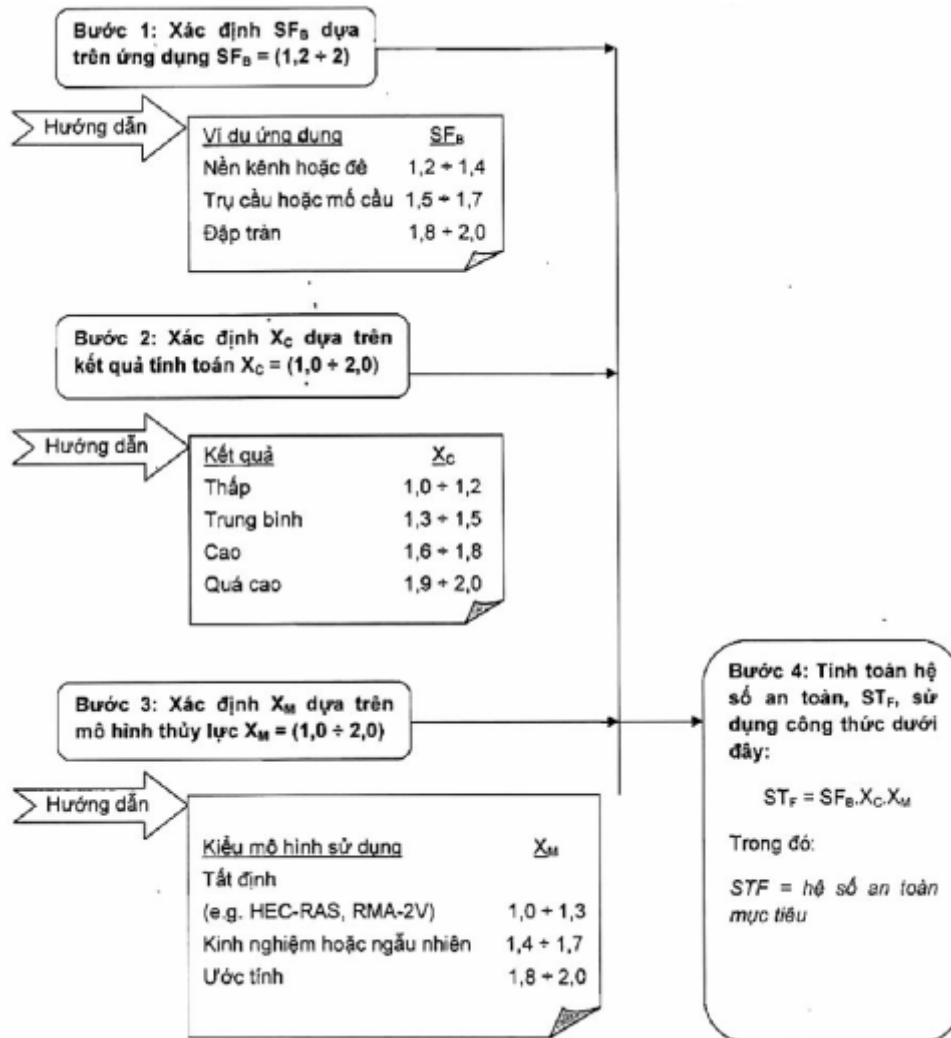 Bước 1: Xác định SF_B dựa
trên ứng dụng SF_B = (1,2 ÷ 2)
Hướng dẫn
Ví dụ ứng dụng SF_B
Nền kênh hoặc đê 1,2 ÷ 1,4
Trụ cầu hoặc mố cầu 1,5 ÷ 1,7
Đập tràn 1,8 ÷ 2,0
Bước 2: Xác định X_C dựa trên
kết quả tính toán X_C = (1,0 ÷ 2,0)
Hướng dẫn
Kết quả X_C
Thấp 1,0 ÷ 1,2
Trung bình 1,3 ÷ 1,5
Cao 1,6 ÷ 1,8
Quá cao 1,9 ÷ 2,0
Bước 3: Xác định X_M dựa trên
mô hình thủy lực X_M = (1,0 ÷ 2,0)
Hướng dẫn
Kiểu mô hình sử dụng X_M
Tất định
(e.g. HEC-RAS, RMA-2V) 1,0 ÷ 1,3
Kinh nghiệm hoặc ngẫu nhiên 1,4 ÷ 1,7
Ước tính 1,8 ÷ 2,0
Bước 4: Tính toán hệ
số an toàn, ST_F, sử
dụng công thức dưới
đây:
ST_F = SF_B.X_C.X_M
Trong đó:
STF = hệ số an toàn
mục tiêu